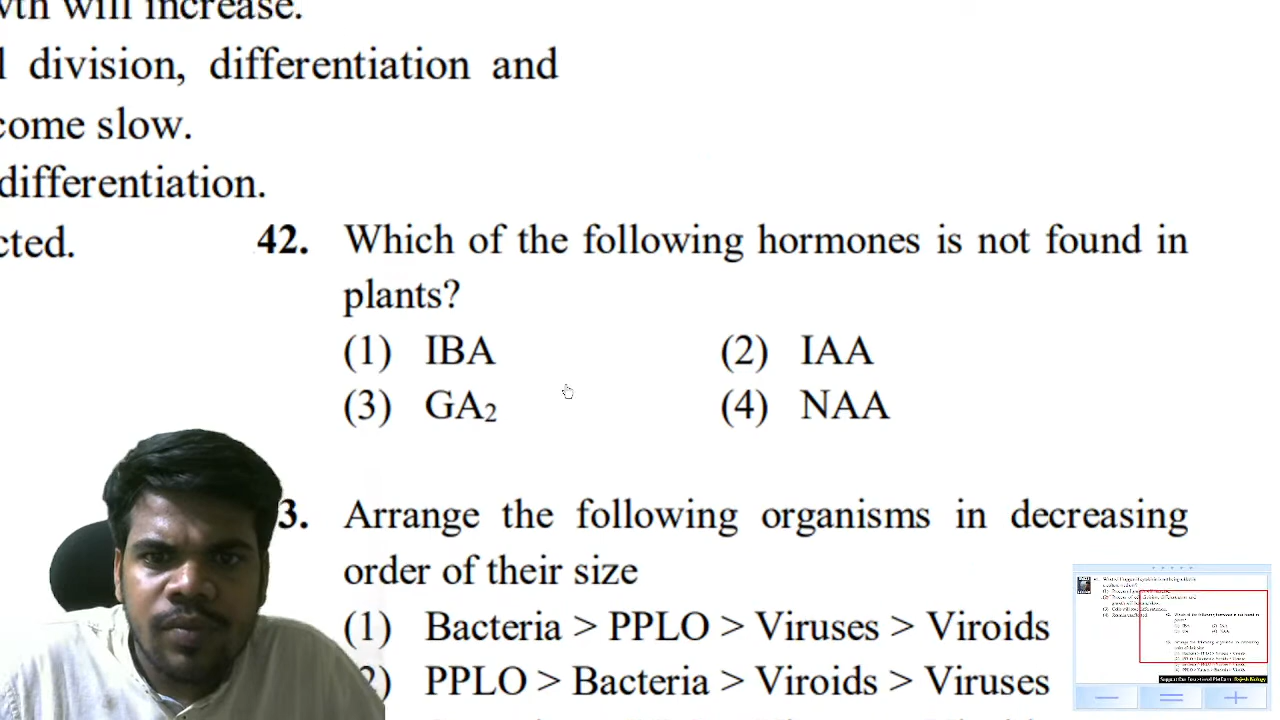 wth will increase.
l division, differentiation and
come slow.
differentiation.
cted.
42. Which of the following hormones is not found in
plants?
(1) IBA (2) IAA
(3) GA₂ (4) NAA
3. Arrange the following organisms in decreasing
order of their size
(1) Bacteria > PPLO > Viruses > Viroids
2) PPLO > Bacteria > Viroids > Viruses